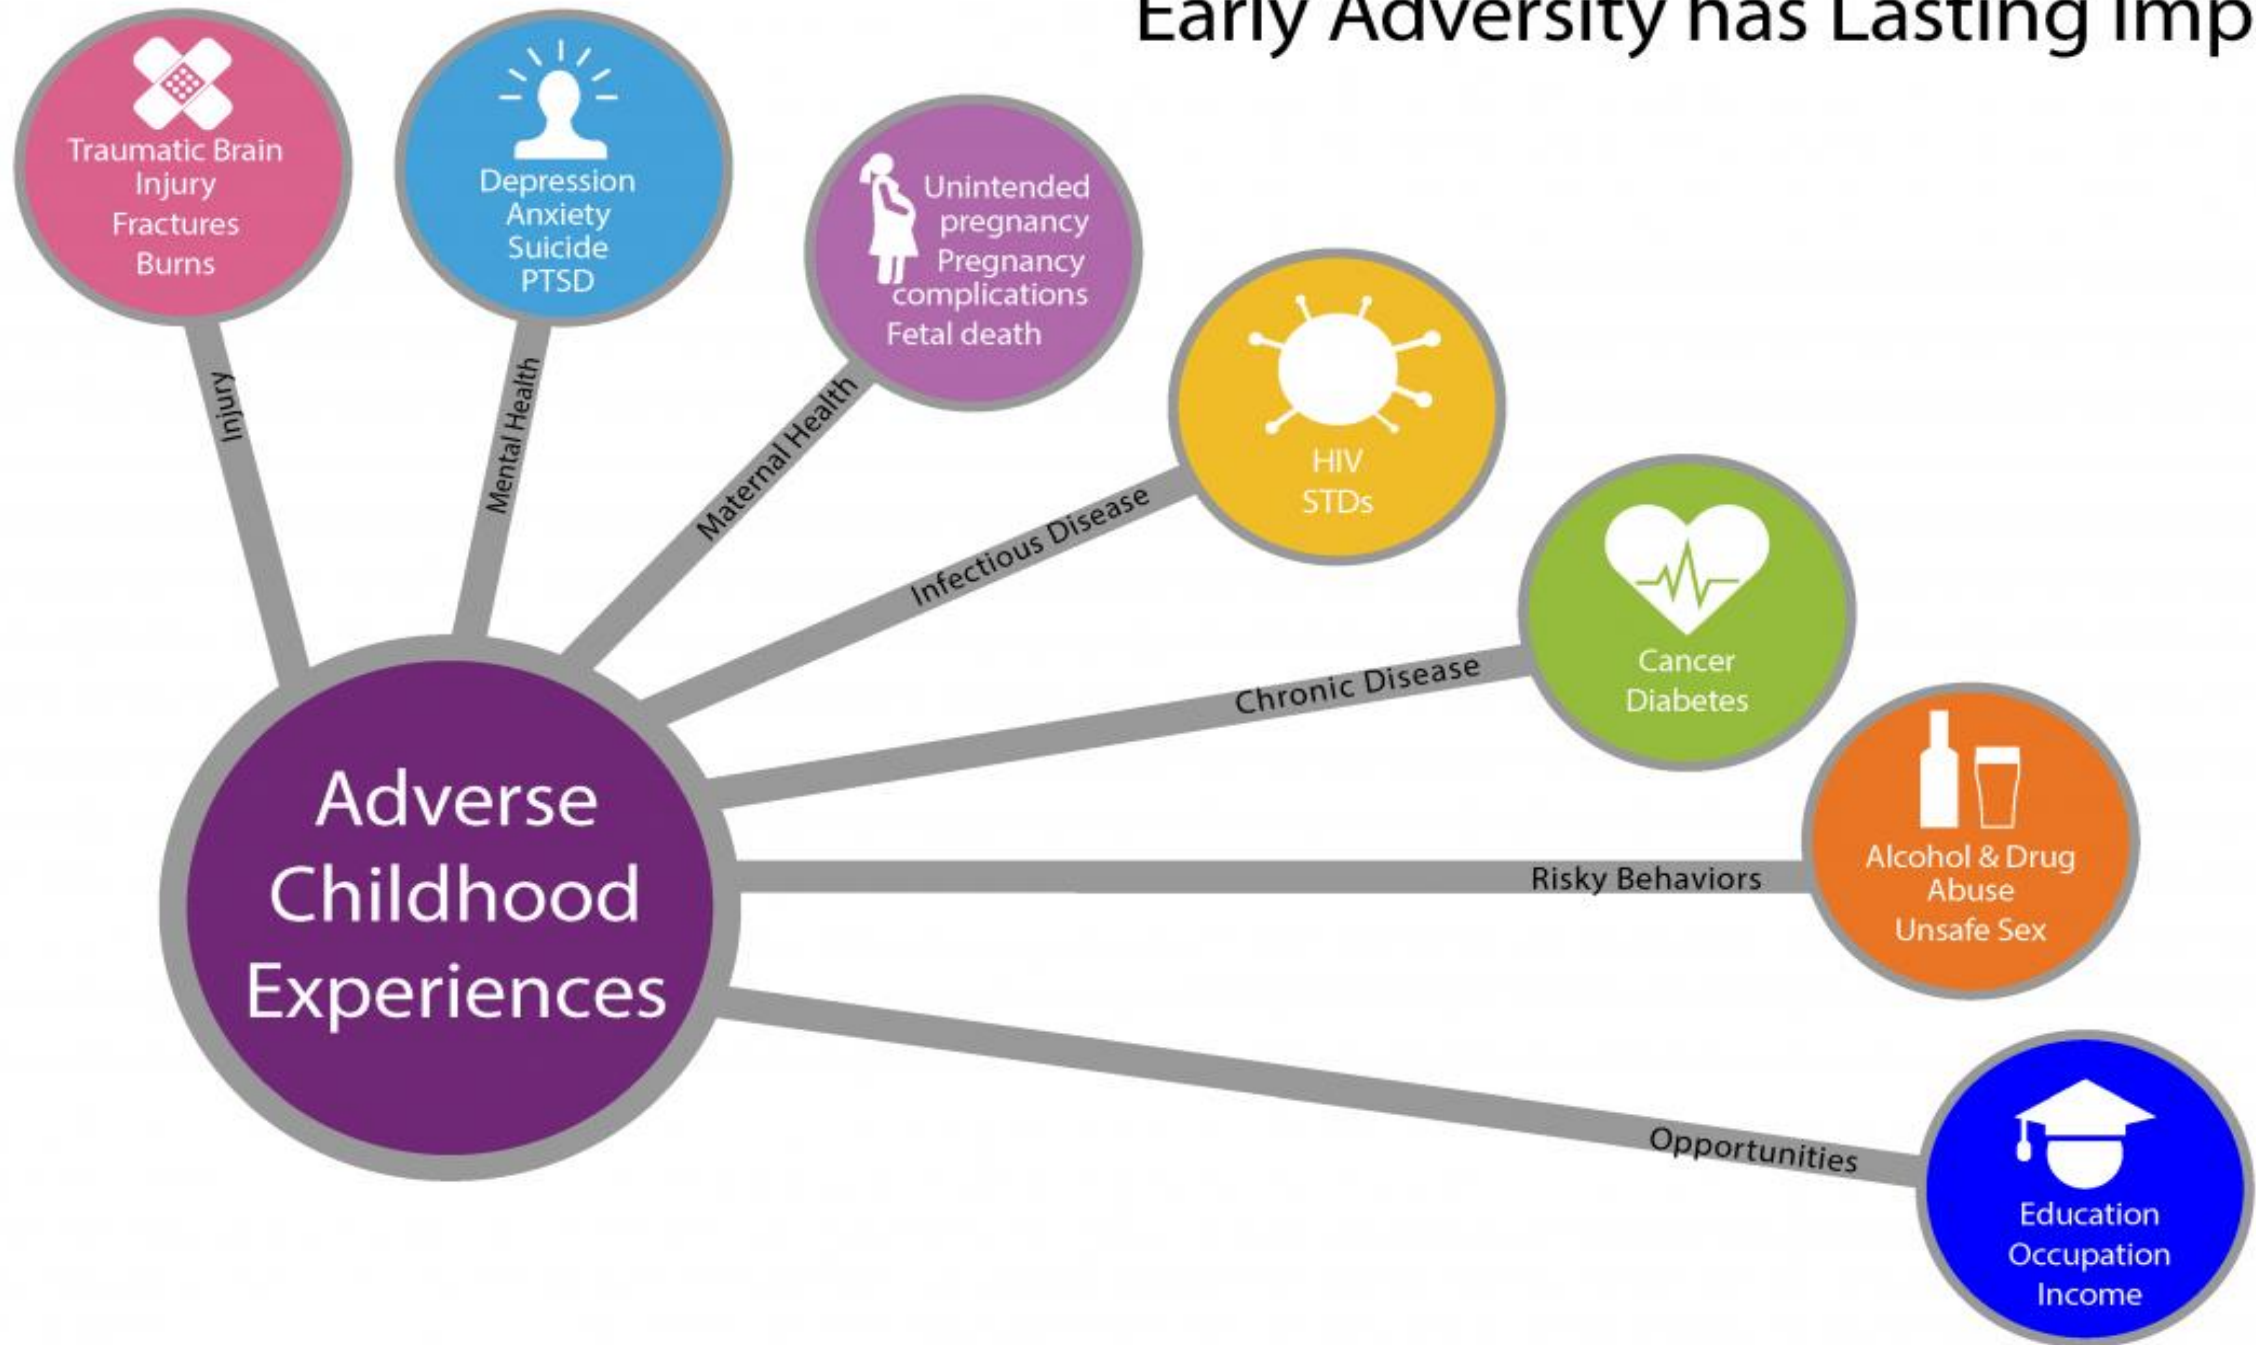 Early Adversity has Lasting Imp
Traumatic Brain
Injury
Fractures
Burns
Injury
Depression
Anxiety
Suicide
PTSD
Mental Health
Unintended
pregnancy
Pregnancy
complications
Fetal death
Maternal Health
HIV
STDs
Infectious Disease
Cancer
Diabetes
Chronic Disease
Alcohol & Drug
Abuse
Unsafe Sex
Risky Behaviors
Education
Occupation
Income
Opportunities
Adverse
Childhood
Experiences